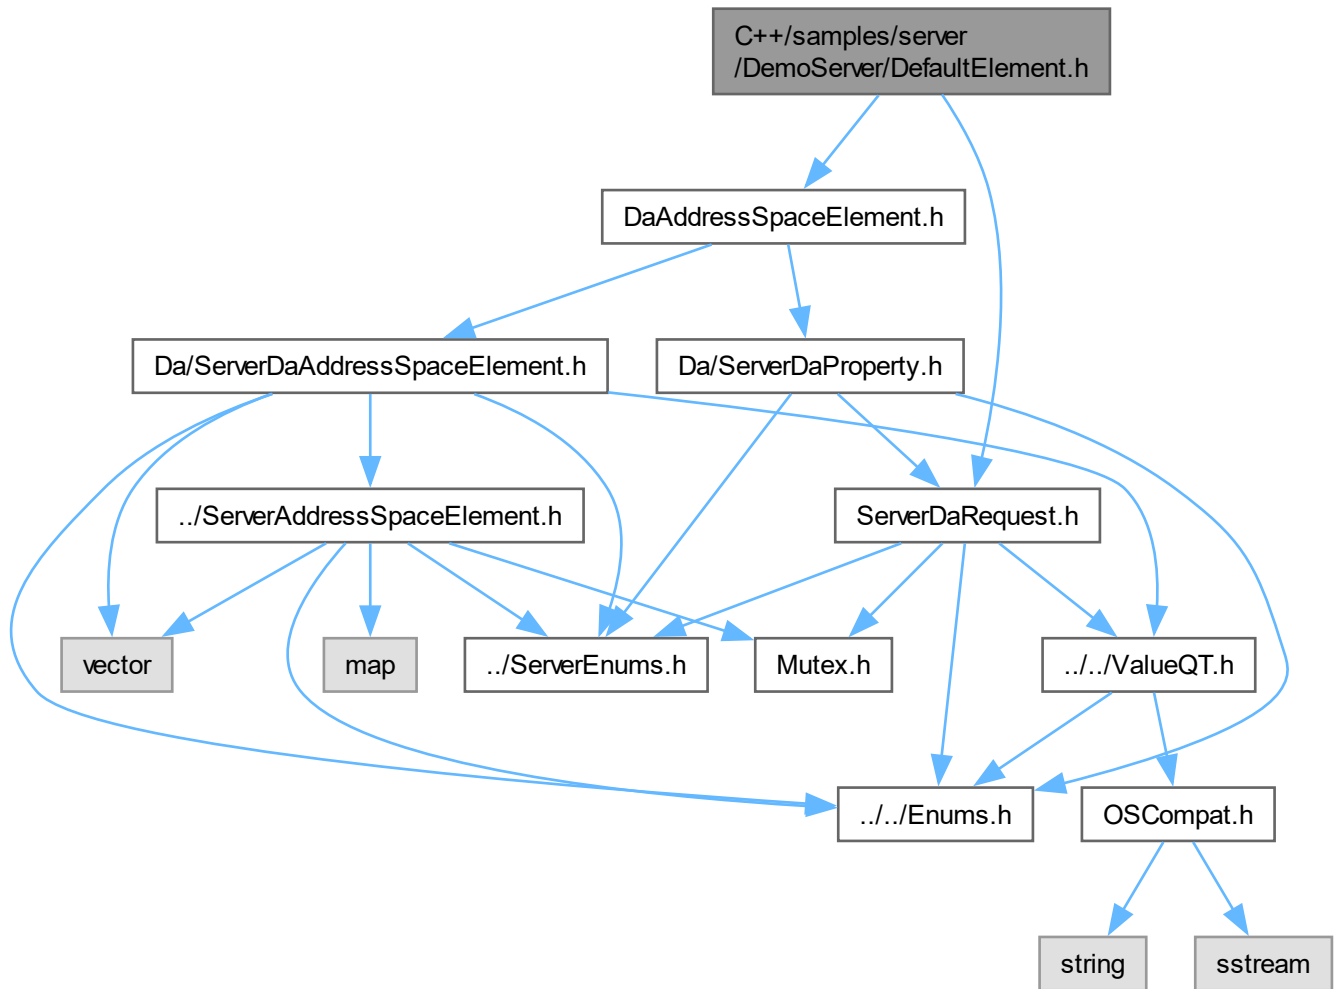 C++/samples/server
/DemoServer/DefaultElement.h
DaAddressSpaceElement.h
Da/ServerDaAddressSpaceElement.h
Da/ServerDaProperty.h
../ServerAddressSpaceElement.h
ServerDaRequest.h
vector
map
../ServerEnums.h
Mutex.h
../../ValueQT.h
../../Enums.h
OSCompat.h
string
sstream